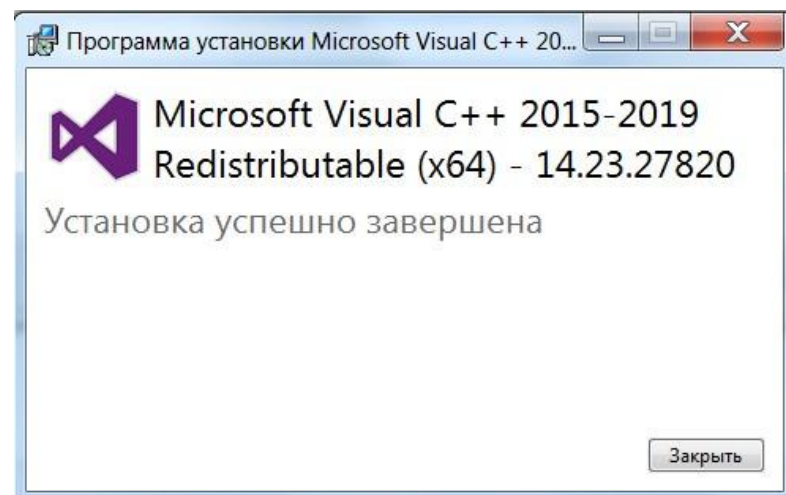 Программа установки Microsoft Visual C++ 20...
Microsoft Visual C++ 2015-2019
Redistributable (x64) - 14.23.27820
Установка успешно завершена
Закрыть